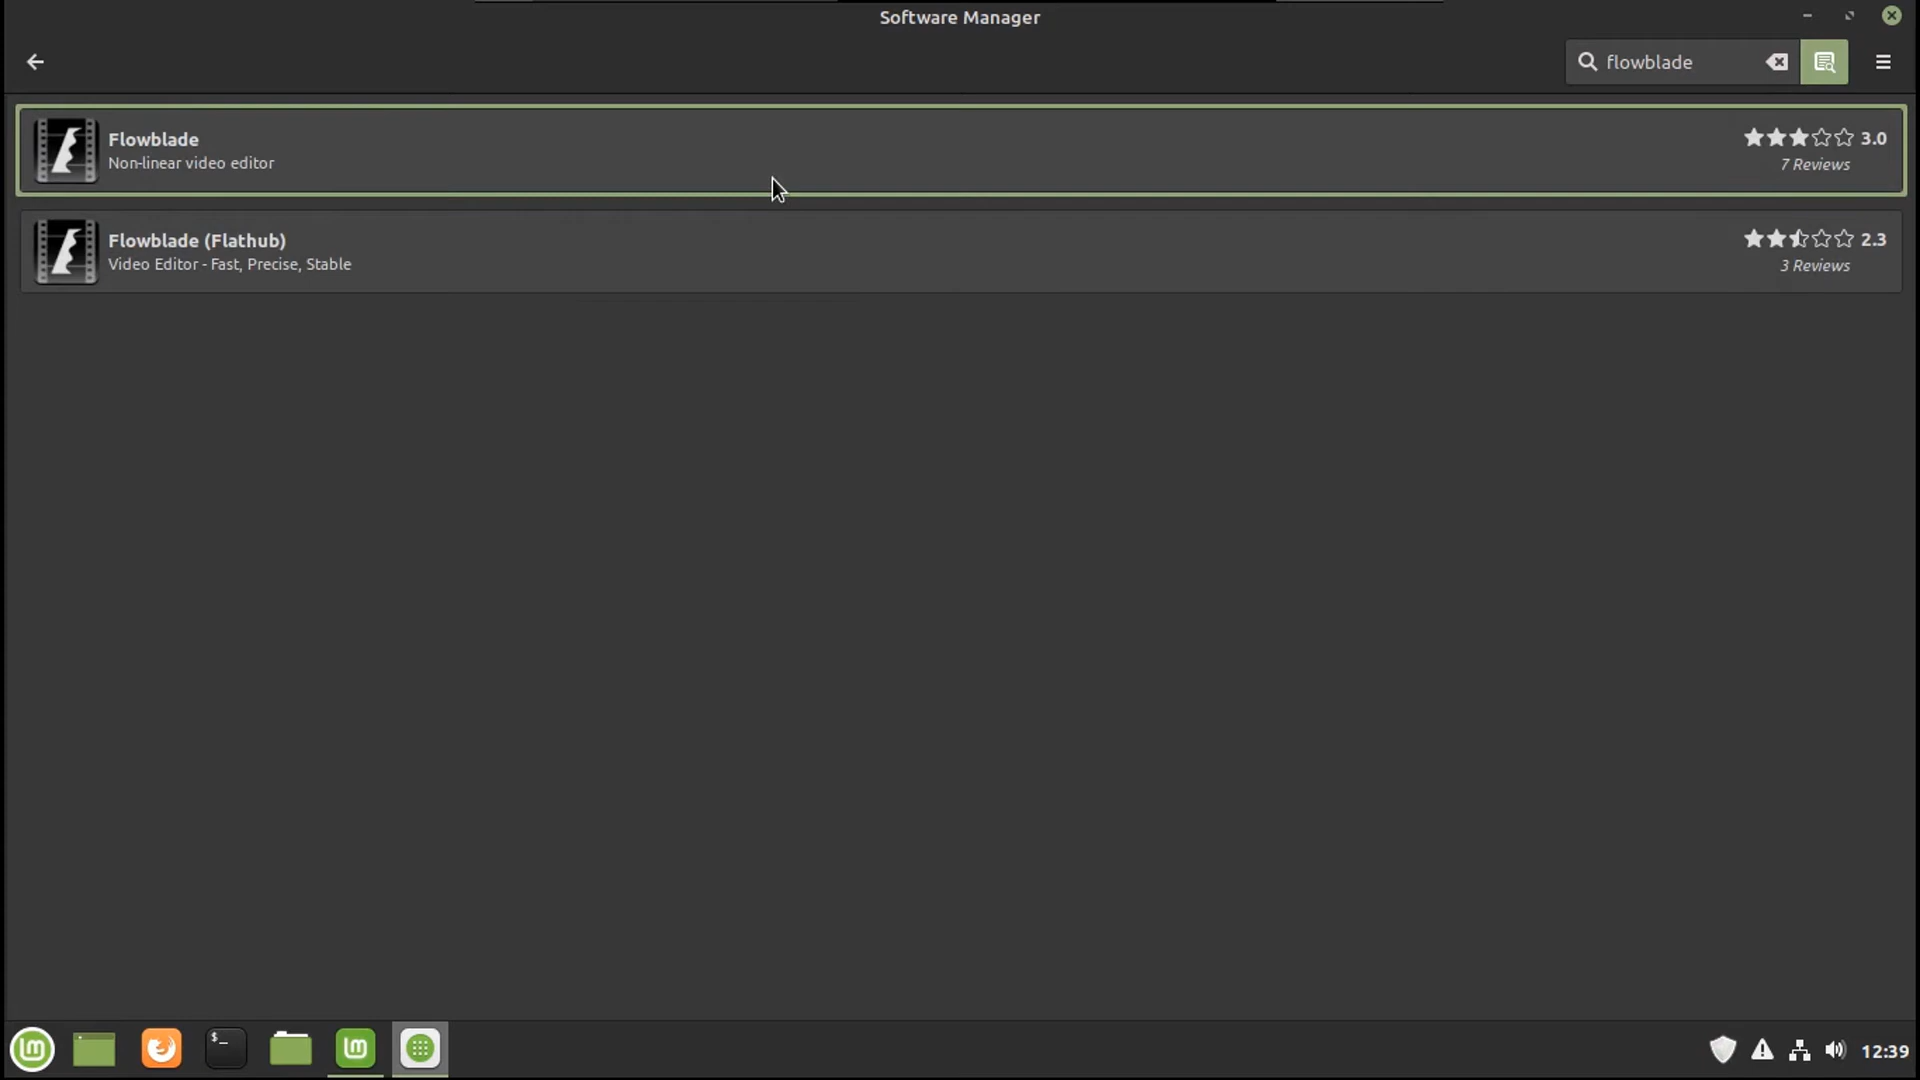 Software Manager
flowblade
Flowblade
Non-linear video editor
3.0
7 Reviews
Flowblade (Flathub)
Video Editor - Fast, Precise, Stable
2.3
3 Reviews
$_
12:39